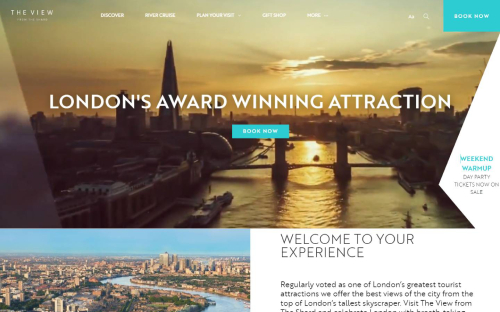 THE VIEW
FROM THE SHARD
DISCOVER
RIVER CRUISE
PLAN YOUR VISIT
GIFT SHOP
MORE
BOOK NOW
LONDON'S AWARD WINNING ATTRACTION
BOOK NOW
WEEKEND
WARMUP
DAY PARTY
TICKETS NOW ON
SALE
WELCOME TO YOUR
EXPERIENCE
Regularly voted as one of London's greatest tourist
attractions we offer the best views of the city from the
top of London's tallest skyscraper. Visit The View from
The Shard and celebrate London with breath-taking